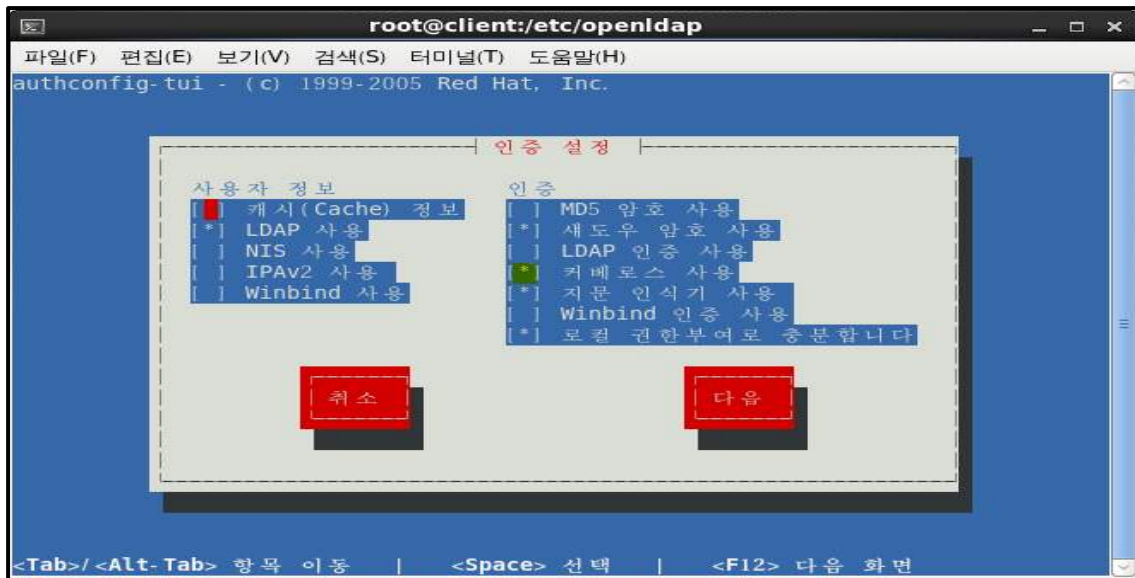 root@client:/etc/openldap
파일(F) 편집(E) 보기(V) 검색(S) 터미널(T) 도움말(H)
authconfig-tui - (c) 1999-2005 Red Hat, Inc.
인증 설정
사용자 정보
[ ] 캐시(Cache) 정보
[*] LDAP 사용
[ ] NIS 사용
[ ] IPAv2 사용
[ ] Winbind 사용
인증
[ ] MD5 암호 사용
[*] 섀도우 암호 사용
[ ] LDAP 인증 사용
[*] 커베로스 사용
[*] 지문 인식기 사용
[ ] Winbind 인증 사용
[*] 로컬 권한부여로 충분합니다
취소
다음
<Tab>/<Alt-Tab> 항목 이동 | <Space> 선택 | <F12> 다음 화면